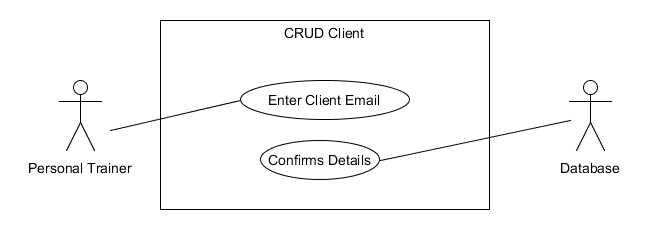 CRUD Client
Enter Client Email
Confirms Details
Personal Trainer
Database